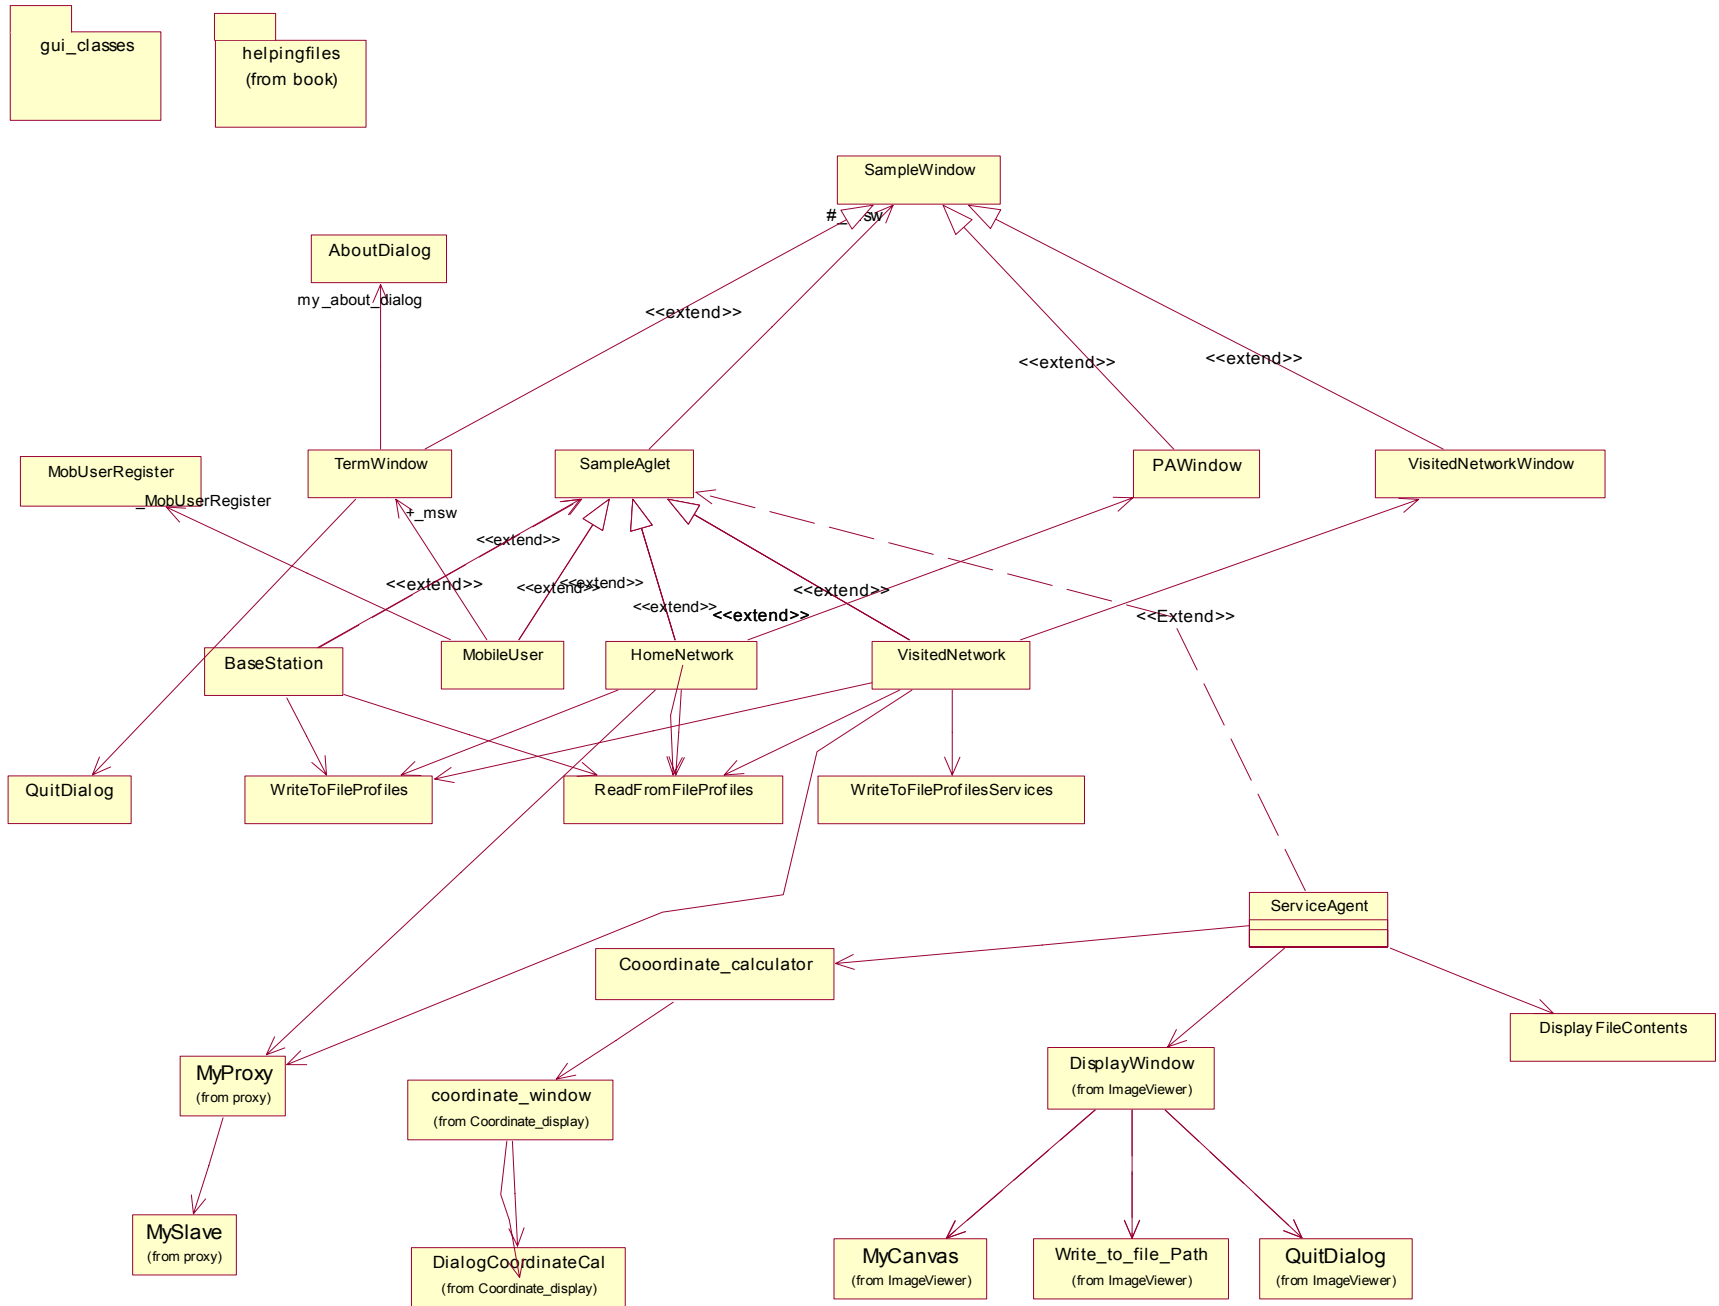 gui_classes
helpingfiles
(from book)
SampleWindow
#_msw
AboutDialog
my_about_dialog
<<extend>>
<<extend>>
<<extend>>
MobUserRegister
_MobUserRegister
TermWindow
+_msw
SampleAglet
PAWindow
VisitedNetworkWindow
<<extend>>
<<extend>>
<<extend>>
<<extend>>
<<extend>>
<<extend>>
<<extend>>
<<Extend>>
BaseStation
MobileUser
HomeNetwork
VisitedNetwork
QuitDialog
WriteToFileProfiles
ReadFromFileProfiles
WriteToFileProfilesServices
ServiceAgent
Cooordinate_calculator
DisplayFileContents
MyProxy
(from proxy)
coordinate_window
(from Coordinate_display)
DisplayWindow
(from ImageViewer)
MySlave
(from proxy)
DialogCoordinateCal
(from Coordinate_display)
MyCanvas
(from ImageViewer)
Write_to_file_Path
(from ImageViewer)
QuitDialog
(from ImageViewer)